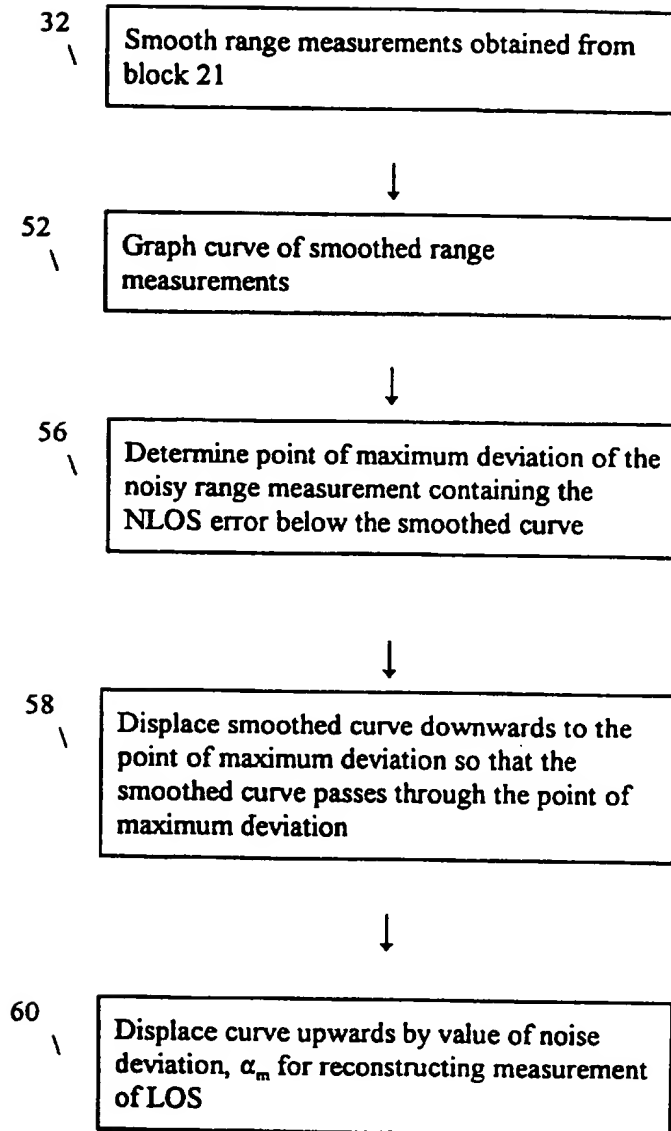 32
Smooth range measurements obtained from
block 21
52
Graph curve of smoothed range
measurements
56
Determine point of maximum deviation of the
noisy range measurement containing the
NLOS error below the smoothed curve
58
Displace smoothed curve downwards to the
point of maximum deviation so that the
smoothed curve passes through the point of
maximum deviation
60
Displace curve upwards by value of noise
deviation, αₘ for reconstructing measurement
of LOS